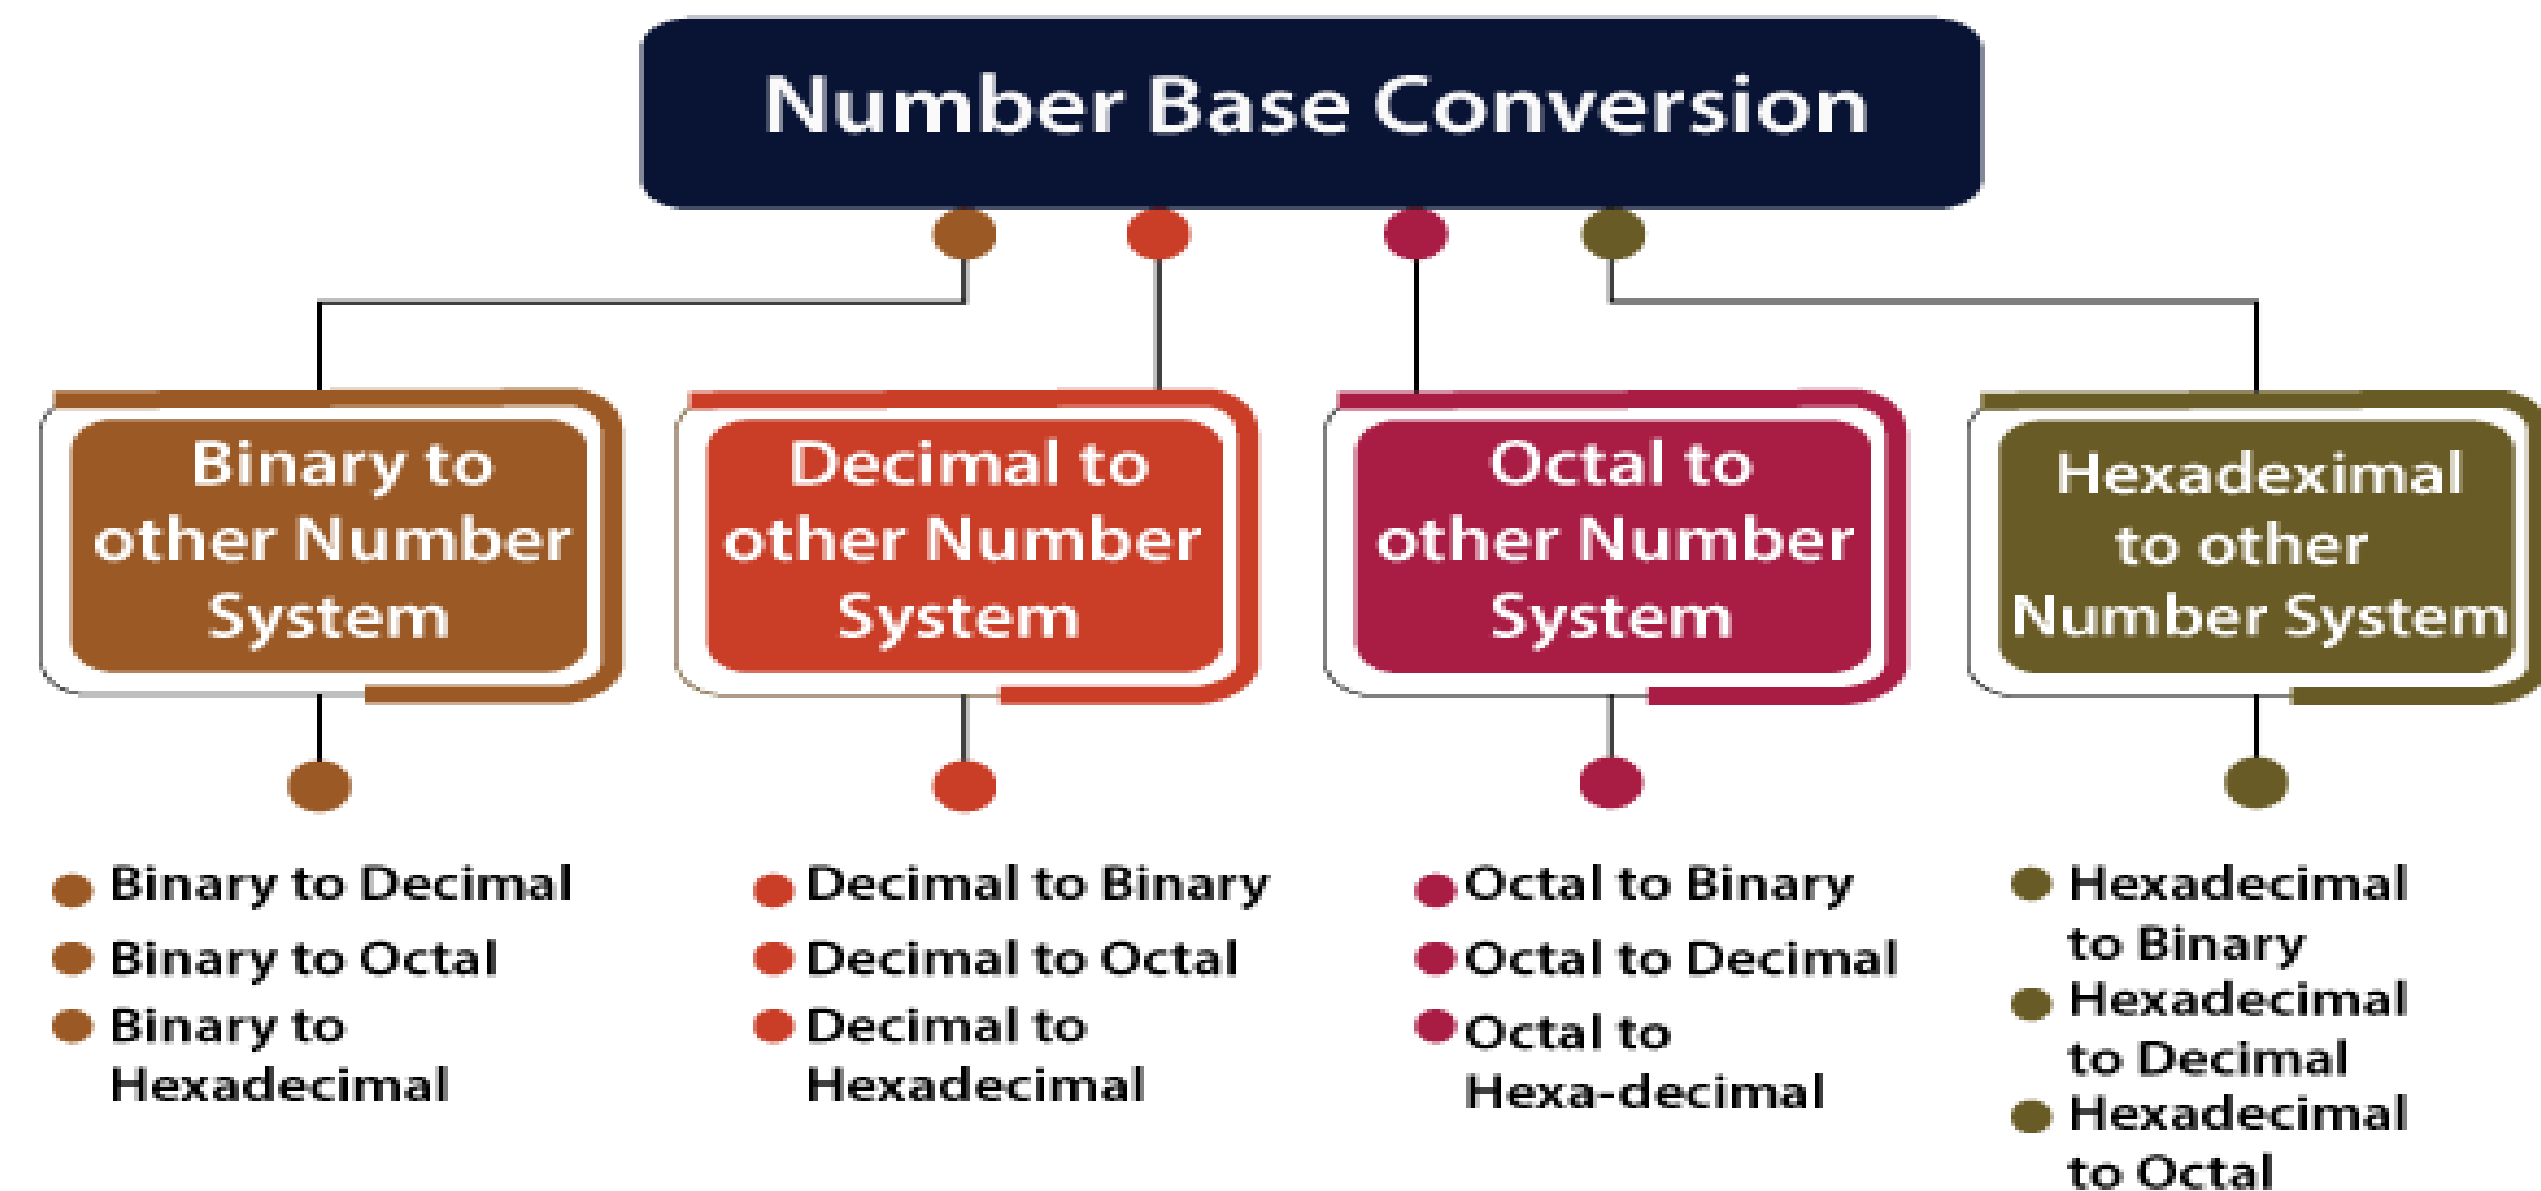 Number Base Conversion
Binary to
other Number
System
Decimal to
other Number
System
Octal to
other Number
System
Hexadeximal
to other
Number System
Binary to Decimal
Binary to Octal
Binary to
Hexadecimal
Decimal to Binary
Decimal to Octal
Decimal to
Hexadecimal
Octal to Binary
Octal to Decimal
Octal to
Hexa-decimal
Hexadecimal
to Binary
Hexadecimal
to Decimal
Hexadecimal
to Octal